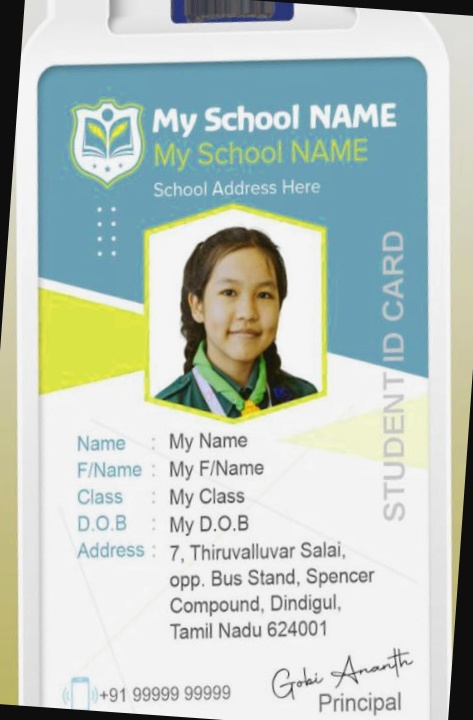 My School NAME
My School NAME
School Address Here
STUDENT ID CARD
Name : My Name
F/Name : My F/Name
Class : My Class
D.O.B : My D.O.B
Address : 7, Thiruvalluvar Salai,
opp. Bus Stand, Spencer
Compound, Dindigul,
Tamil Nadu 624001
+91 99999 99999
Gobi Ananth
Principal